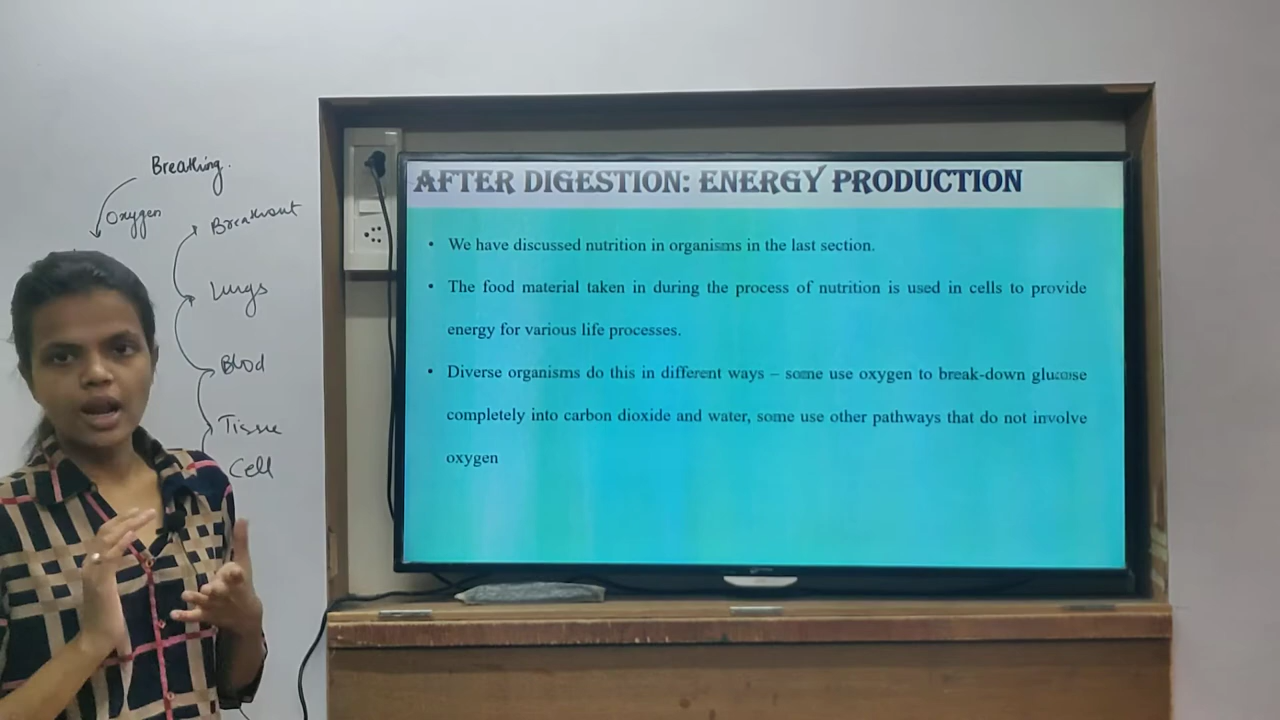 Breathing.
Oxygen
Breathout
Lungs
Blood
Tissue
Cell
AFTER DIGESTION: ENERGY PRODUCTION
• We have discussed nutrition in organisms in the last section.
• The food material taken in during the process of nutrition is used in cells to provide
energy for various life processes.
• Diverse organisms do this in different ways – some use oxygen to break-down glucose
completely into carbon dioxide and water, some use other pathways that do not involve
oxygen